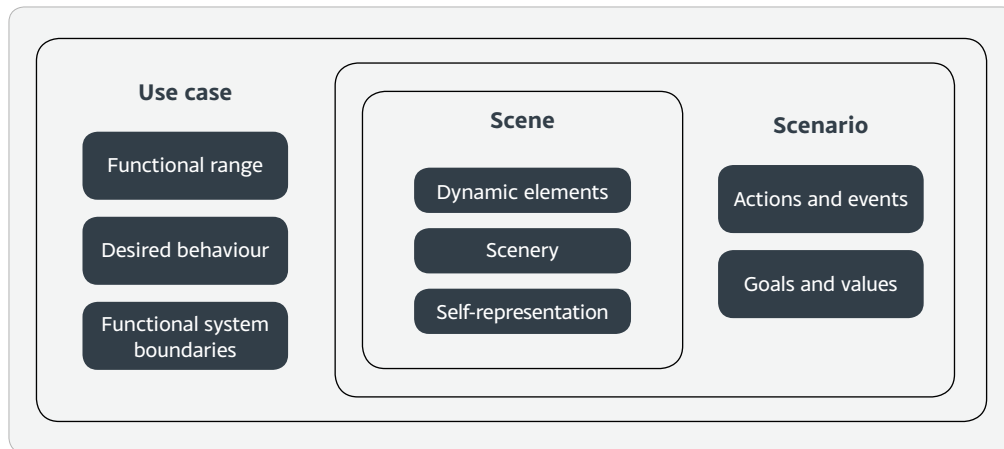 Use case
Functional range
Desired behaviour
Functional system
boundaries
Scene
Dynamic elements
Scenery
Self-representation
Scenario
Actions and events
Goals and values